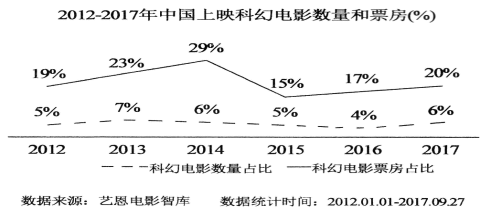 2012-2017年中国上映科幻电影数量和票房(%)
19% 23% 29% 15% 17% 20%
5% 7% 6% 5% 4% 6%
2012 2013 2014 2015 2016 2017
科幻电影数量占比 科幻电影票房占比
数据来源：艺恩电影智库 数据统计时间：2012.01.01-2017.09.27